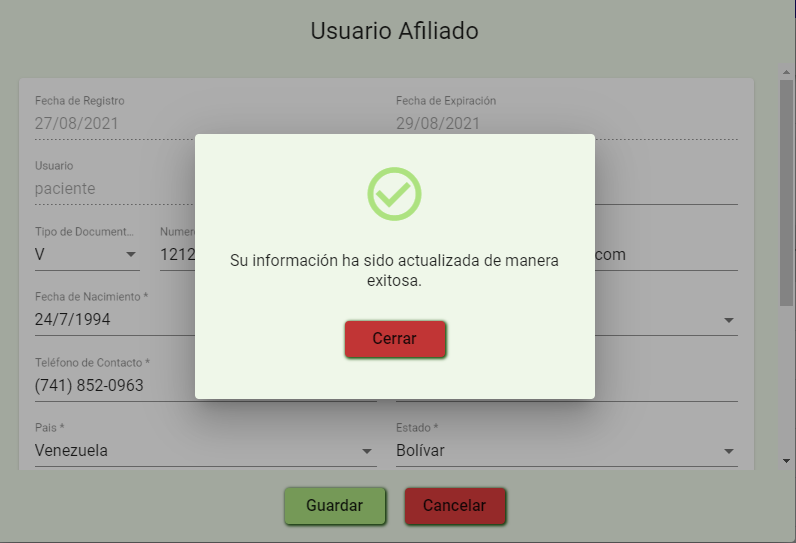 Usuario Afiliado
Fecha de Registro
Fecha de Expiración
27/08/2021
29/08/2021
Usuario
paciente
Tipo de Document...
V
1212
com
Su información ha sido actualizada de manera
exitosa.
Cerrar
Fecha de Nacimiento *
24/7/1994
Teléfono de Contacto *
(741) 852-0963
País *
Estado *
Venezuela
Bolívar
Guardar
Cancelar